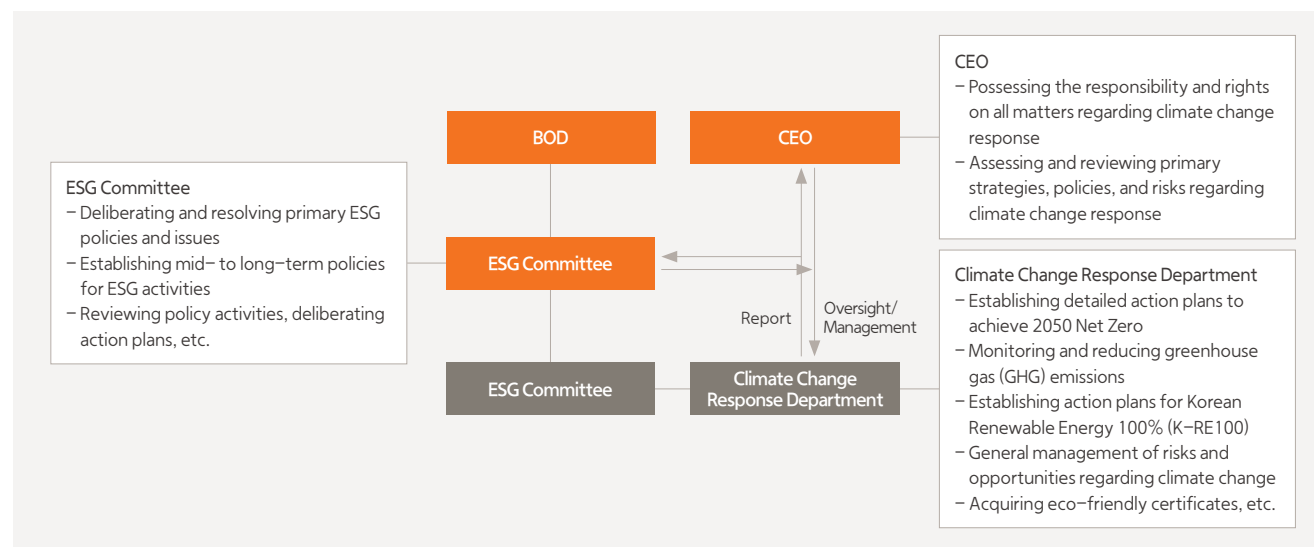 BOD
CEO
ESG Committee
– Deliberating and resolving primary ESG
policies and issues
– Establishing mid– to long–term policies
for ESG activities
– Reviewing policy activities, deliberating
action plans, etc.
ESG Committee
Report
Oversight/
Management
ESG Committee
Climate Change
Response Department
CEO
– Possessing the responsibility and rights
on all matters regarding climate change
response
– Assessing and reviewing primary
strategies, policies, and risks regarding
climate change response
Climate Change Response Department
– Establishing detailed action plans to
achieve 2050 Net Zero
– Monitoring and reducing greenhouse
gas (GHG) emissions
– Establishing action plans for Korean
Renewable Energy 100% (K–RE100)
– General management of risks and
opportunities regarding climate change
– Acquiring eco–friendly certificates, etc.